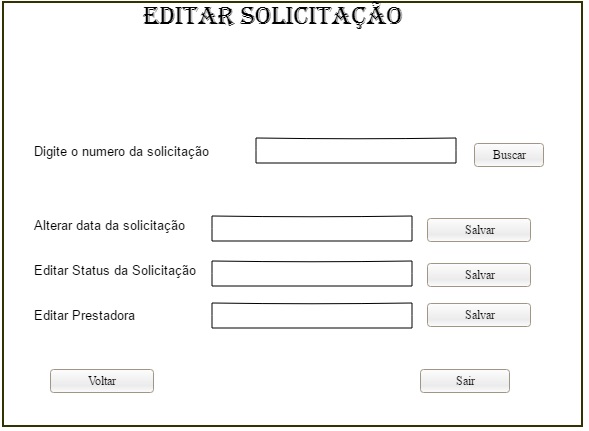 EDITAR SOLICITAÇÃO
Digite o numero da solicitação
Buscar
Alterar data da solicitação
Salvar
Editar Status da Solicitação
Salvar
Editar Prestadora
Salvar
Voltar
Sair